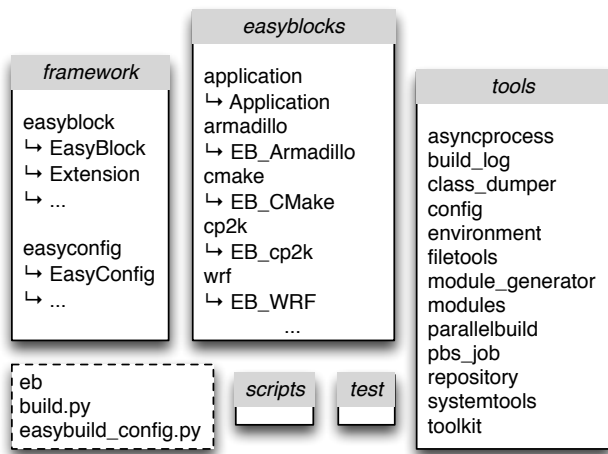 framework
easyblock
↳ EasyBlock
↳ Extension
↳ ...
easyconfig
↳ EasyConfig
↳ ...
easyblocks
application
↳ Application
armadillo
↳ EB_Armadillo
cmake
↳ EB_CMake
cp2k
↳ EB_cp2k
wrf
↳ EB_WRF
...
tools
asyncprocess
build_log
class_dumper
config
environment
filetools
module_generator
modules
parallelbuild
pbs_job
repository
systemtools
toolkit
eb
build.py
easybuild_config.py
scripts
test